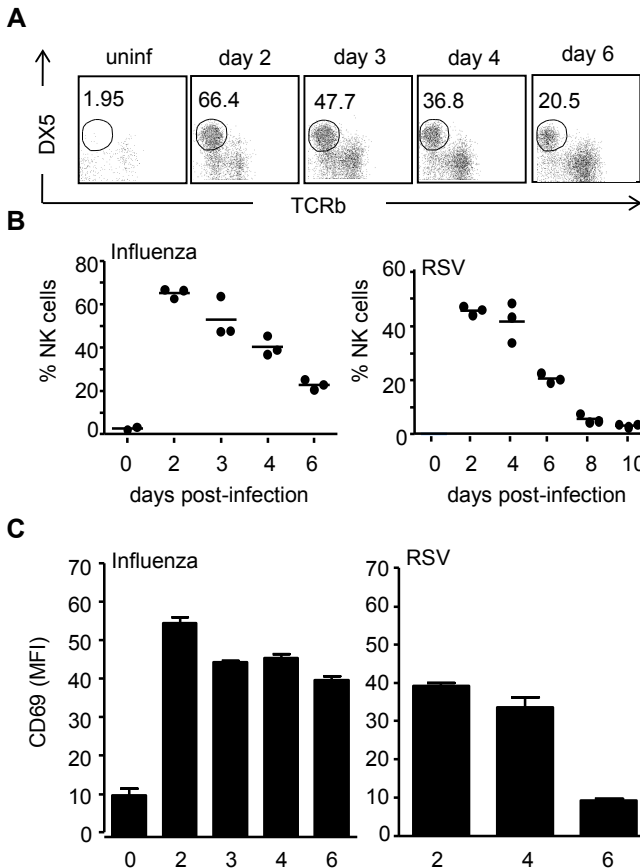 A
uninf day 2 day 3 day 4 day 6
1.95 66.4 47.7 36.8 20.5
DX5
TCRb
B
Influenza
% NK cells
80
60
40
20
0
0 2 3 4 6
days post-infection
RSV
% NK cells
60
40
20
0
0 2 4 6 8 10
days post-infection
C
Influenza
CD69 (MFI)
70
60
50
40
30
20
10
0
0 2 3 4 6
RSV
70
60
50
40
30
20
10
0
2 4 6